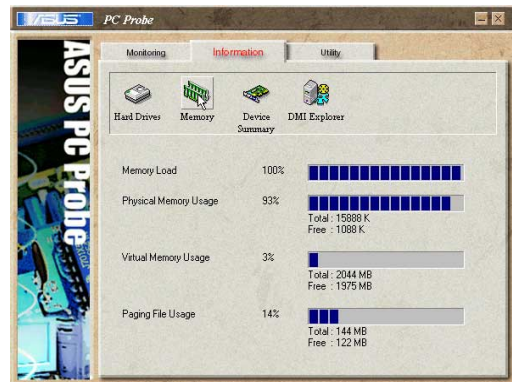 ASUS PC Probe
ASUS PC Probe
Monitoring Information Utility
Hard Drives Memory Device Summary DMI Explorer
Memory Load 100%
Physical Memory Usage 93%
Total : 15888 K
Free : 1088 K
Virtual Memory Usage 3%
Total : 2044 MB
Free : 1975 MB
Paging File Usage 14%
Total : 144 MB
Free : 122 MB